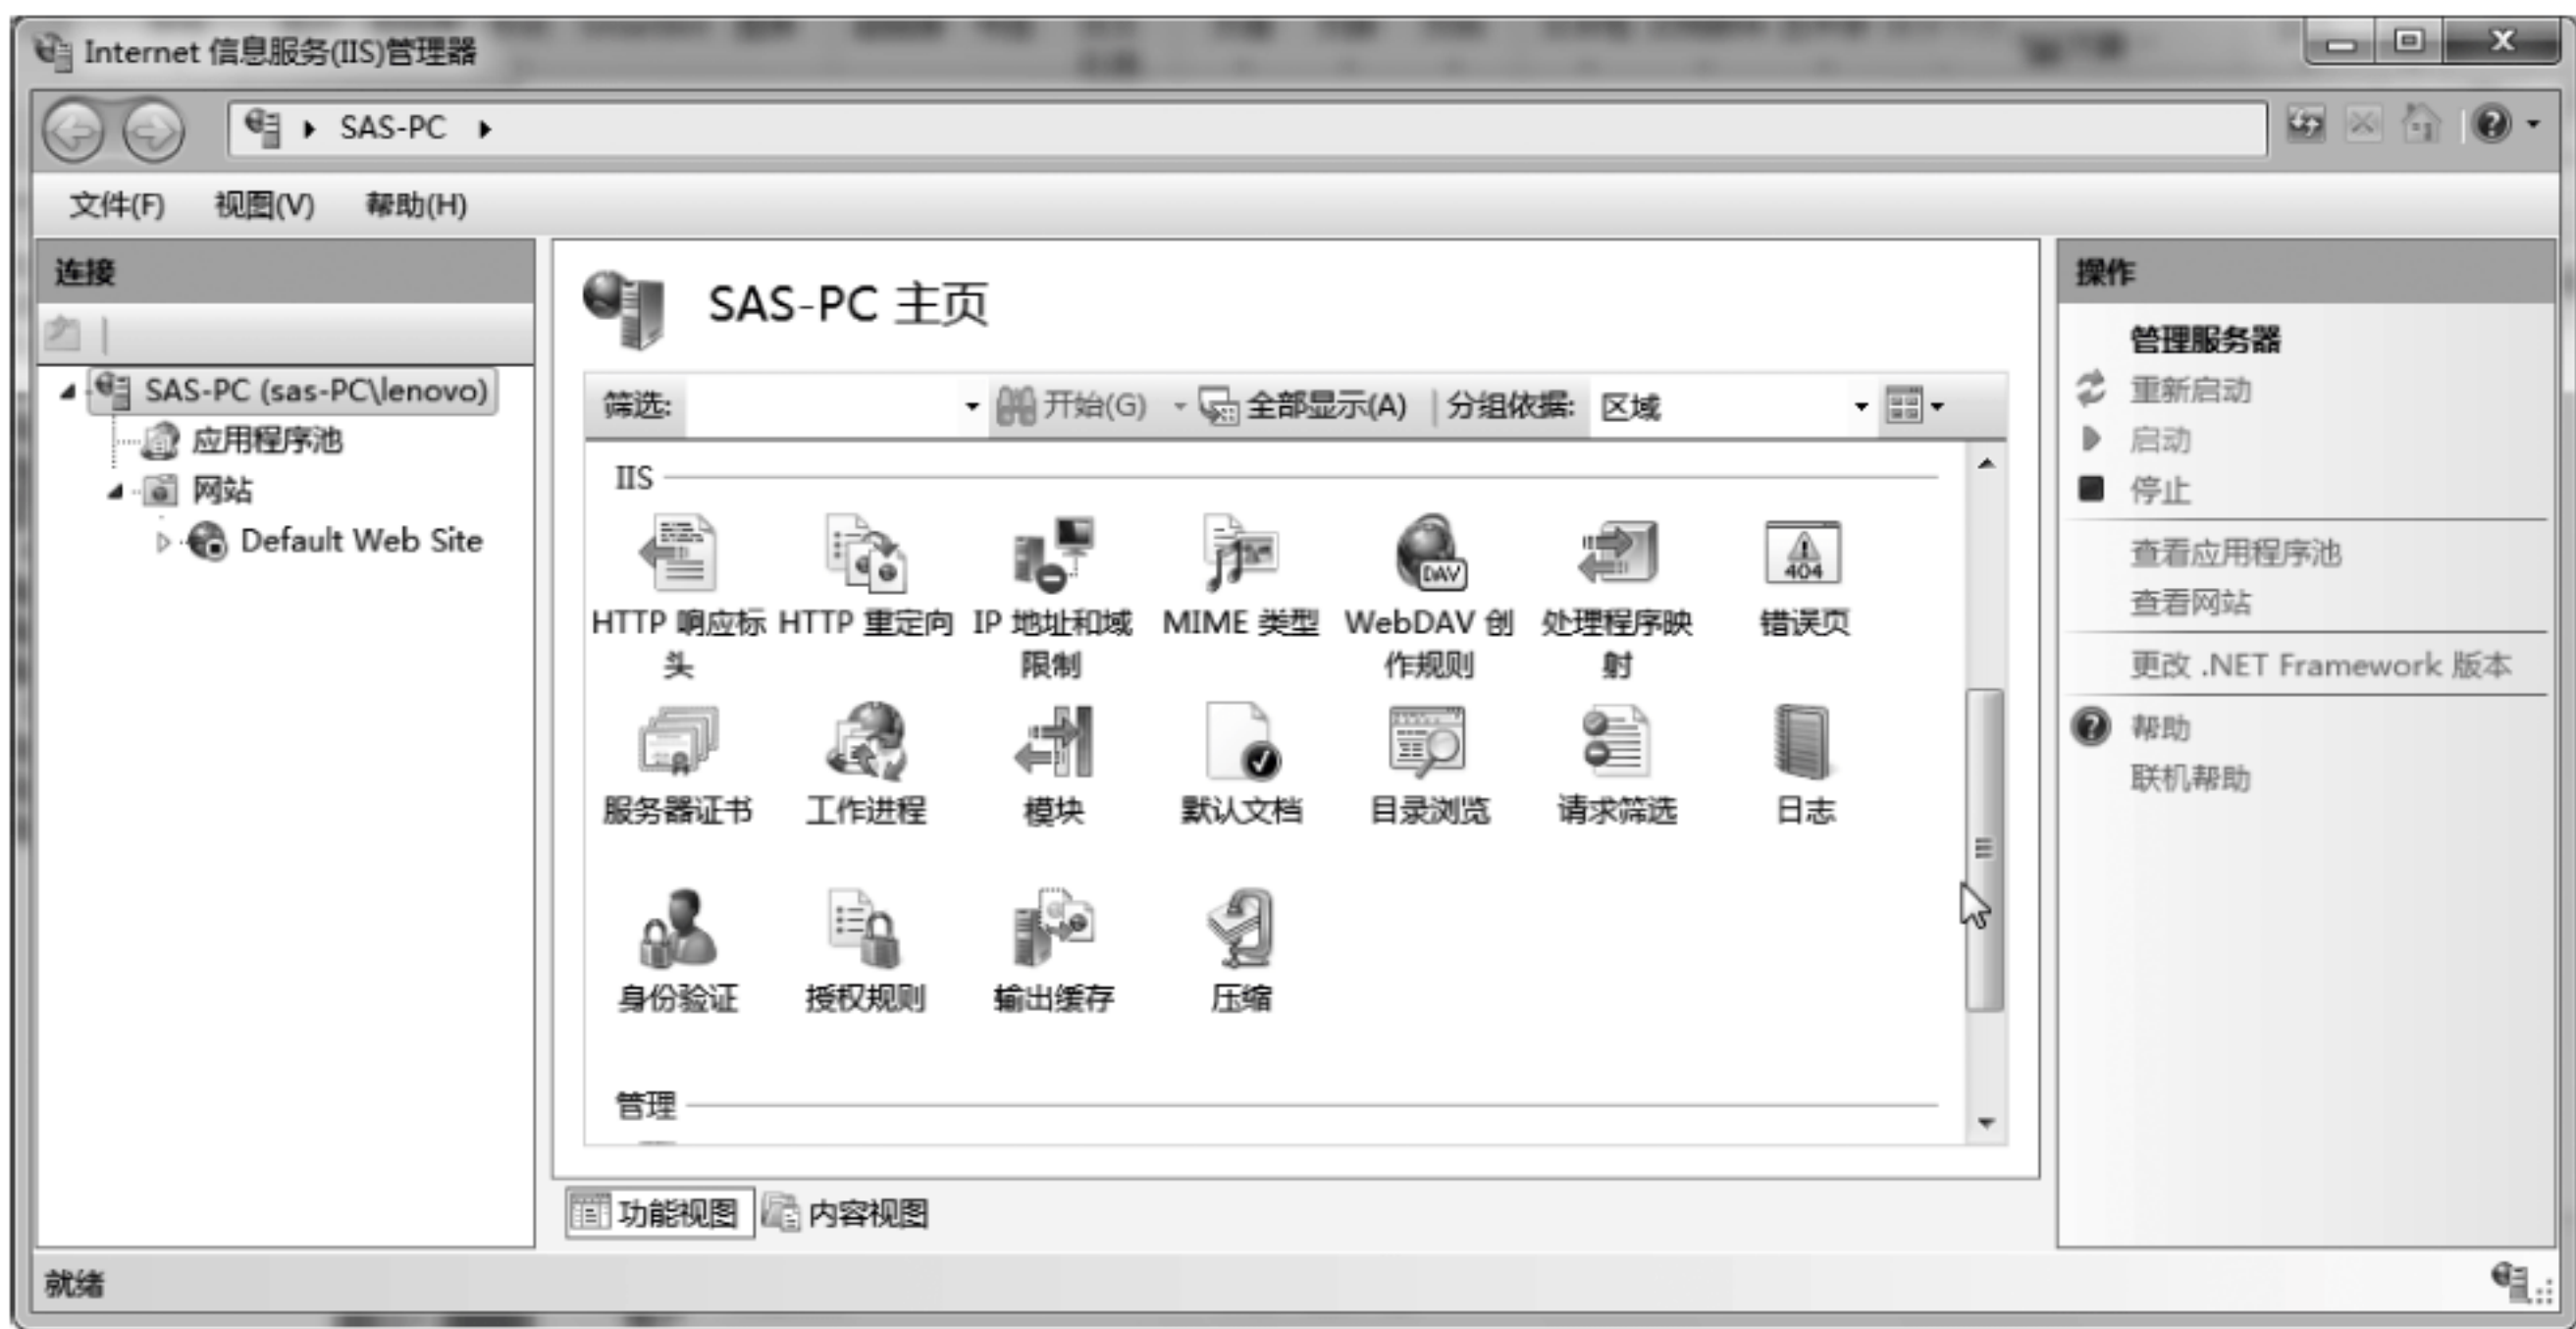 Internet 信息服务(IIS)管理器
SAS-PC
文件(F) 视图(V) 帮助(H)
连接
SAS-PC (sas-PC\lenovo)
应用程序池
网站
Default Web Site
SAS-PC 主页
筛选: 开始(G) 全部显示(A) 分组依据: 区域
IIS
HTTP 响应标头
HTTP 重定向
IP 地址和域限制
MIME 类型
WebDAV 创作规则
DAV
处理程序映射
404
错误页
服务器证书 工作进程 模块 默认文档 目录浏览 请求筛选 日志
身份验证 授权规则 输出缓存 压缩
管理
功能视图 内容视图
操作
管理服务器
重新启动
启动
停止
查看应用程序池
查看网站
更改 .NET Framework 版本
帮助
联机帮助
就绪